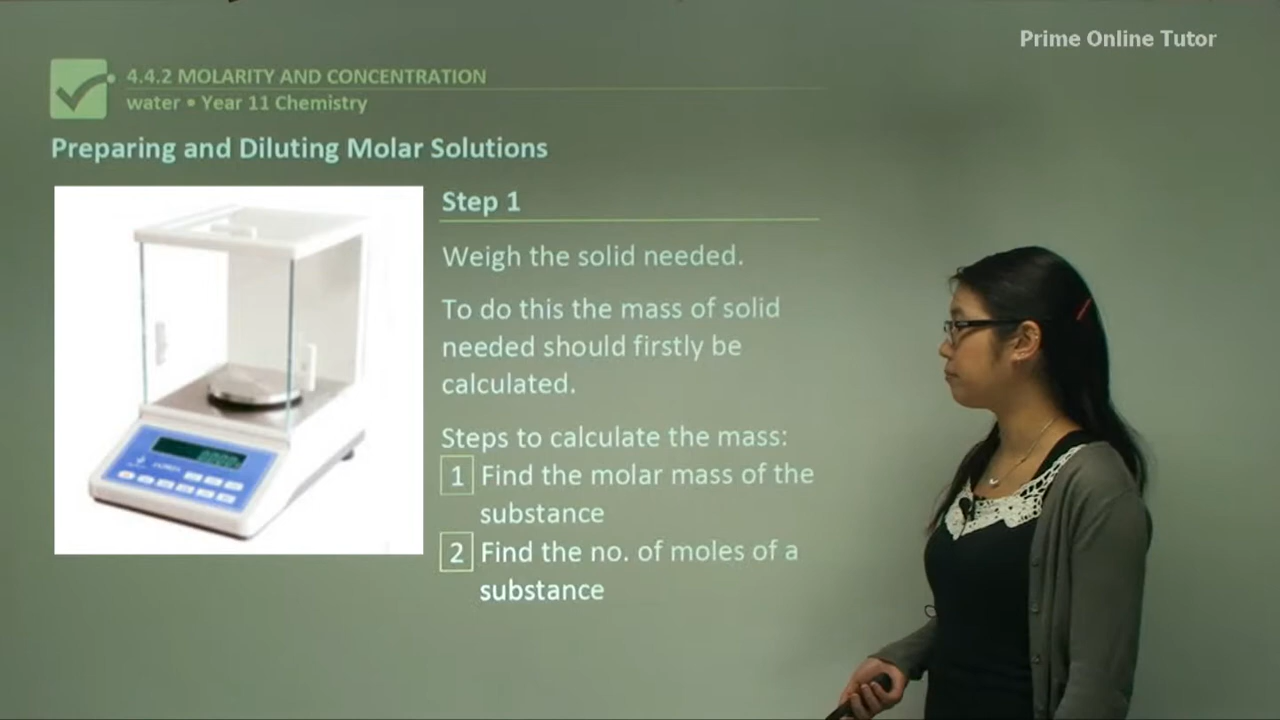 Prime Online Tutor
4.4.2 MOLARITY AND CONCENTRATION
water • Year 11 Chemistry
Preparing and Diluting Molar Solutions
Step 1
Weigh the solid needed.
To do this the mass of solid
needed should firstly be
calculated.
Steps to calculate the mass:
1 Find the molar mass of the
substance
2 Find the no. of moles of a
substance